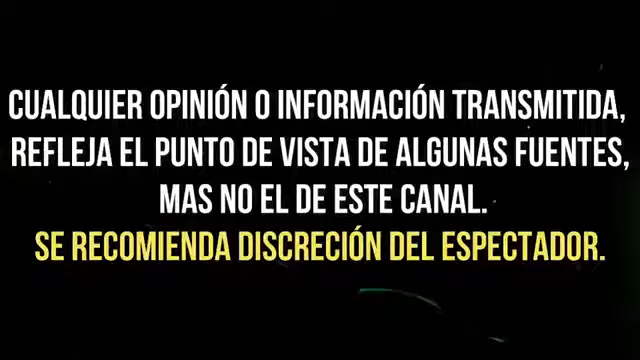 CUALQUIER OPINIÓN O INFORMACIÓN TRANSMITIDA,
REFLEJA EL PUNTO DE VISTA DE ALGUNAS FUENTES,
MAS NO EL DE ESTE CANAL.
SE RECOMIENDA DISCRECIÓN DEL ESPECTADOR.